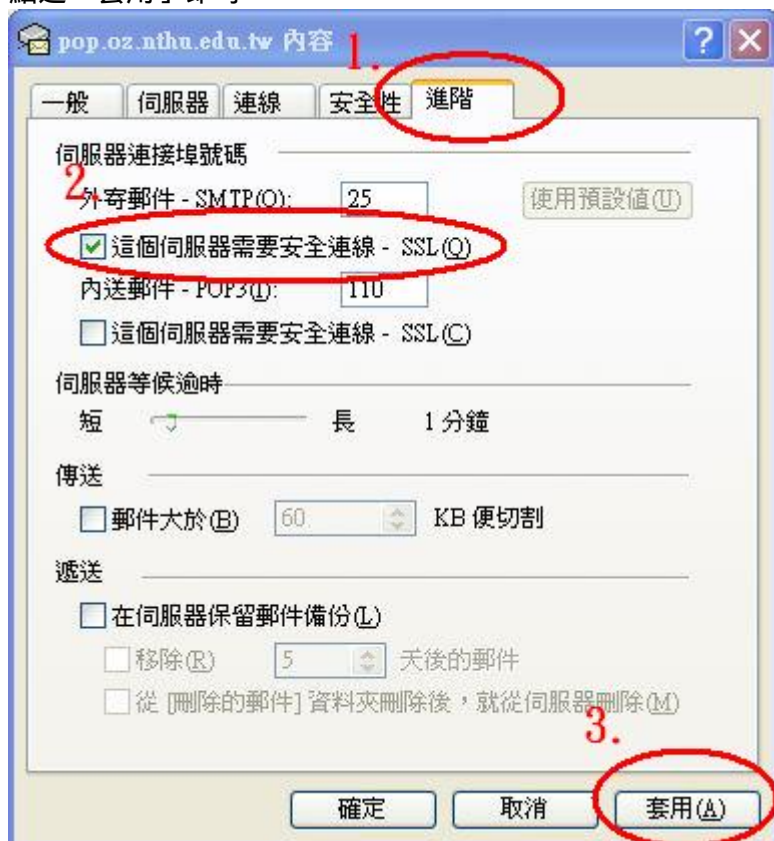 pop.oz.nthu.edu.tw 內容
1.
一般 伺服器 連線 安全性 進階
伺服器連接埠號碼
2.
外寄郵件 - SMTP(O): 25 使用預設值(U)
這個伺服器需要安全連線 - SSL(Q)
內送郵件 - POP3(I): 110
這個伺服器需要安全連線 - SSL(C)
伺服器等候逾時
短 長 1 分鐘
傳送
郵件大於(B) 60 KB 便切割
遞送
在伺服器保留郵件備份(L)
移除(R) 5 天後的郵件
從 [刪除的郵件] 資料夾刪除後，就從伺服器刪除(M)
3.
確定 取消 套用(A)